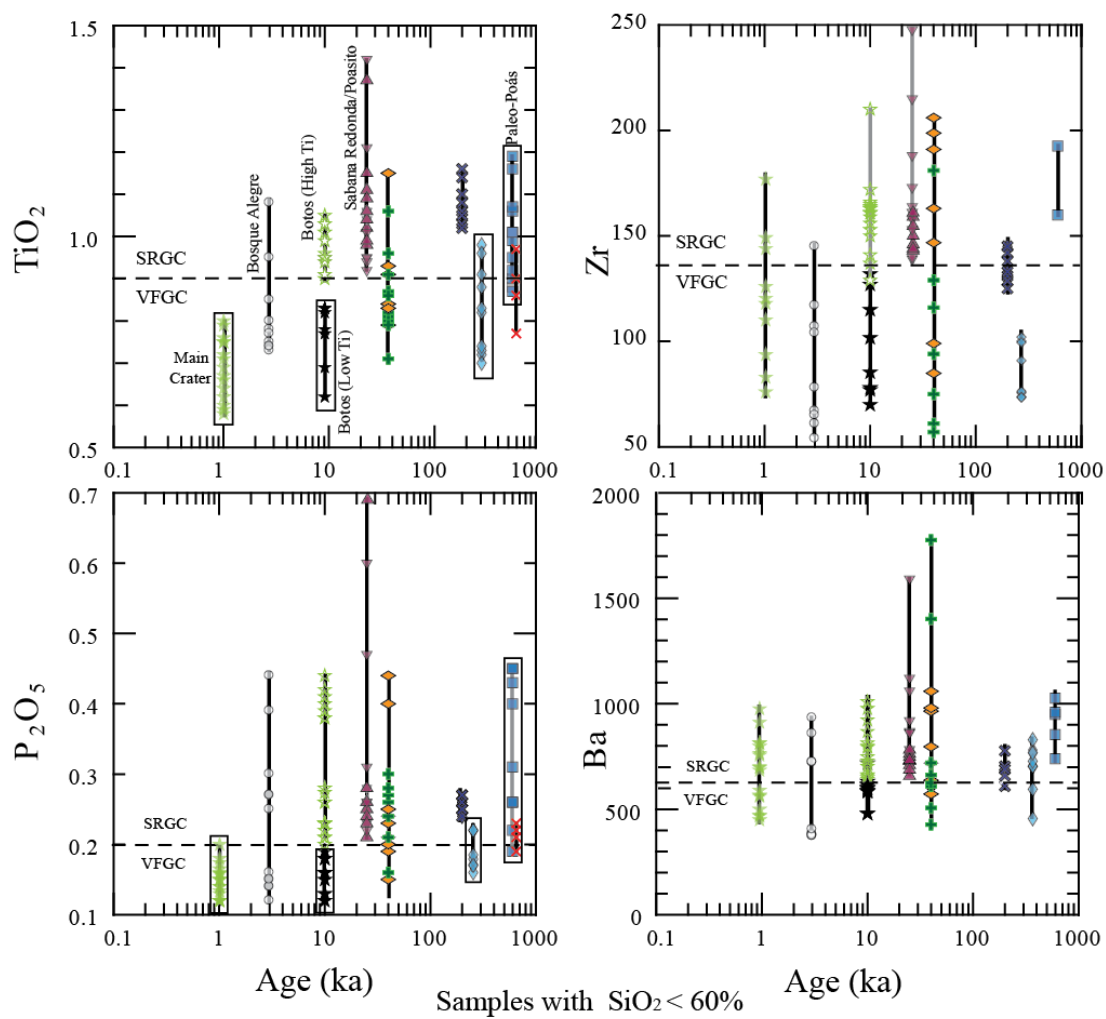 1.5
1.0
0.5
TiO2
SRGC
VFGC
Main
Crater
Bosque Alegre
Botos (High Ti)
Botos (Low Ti)
Sabana Redonda/Poasito
Paleo-Poás
0.1 1 10 100 1000
250
200
150
100
50
Zr
SRGC
VFGC
0.1 1 10 100 1000
0.7
0.6
0.5
0.4
0.3
0.2
0.1
P2O5
SRGC
VFGC
0.1 1 10 100 1000
Age (ka)
2000
1500
1000
500
0
Ba
SRGC
VFGC
0.1 1 10 100 1000
Age (ka)
Samples with SiO2 < 60%